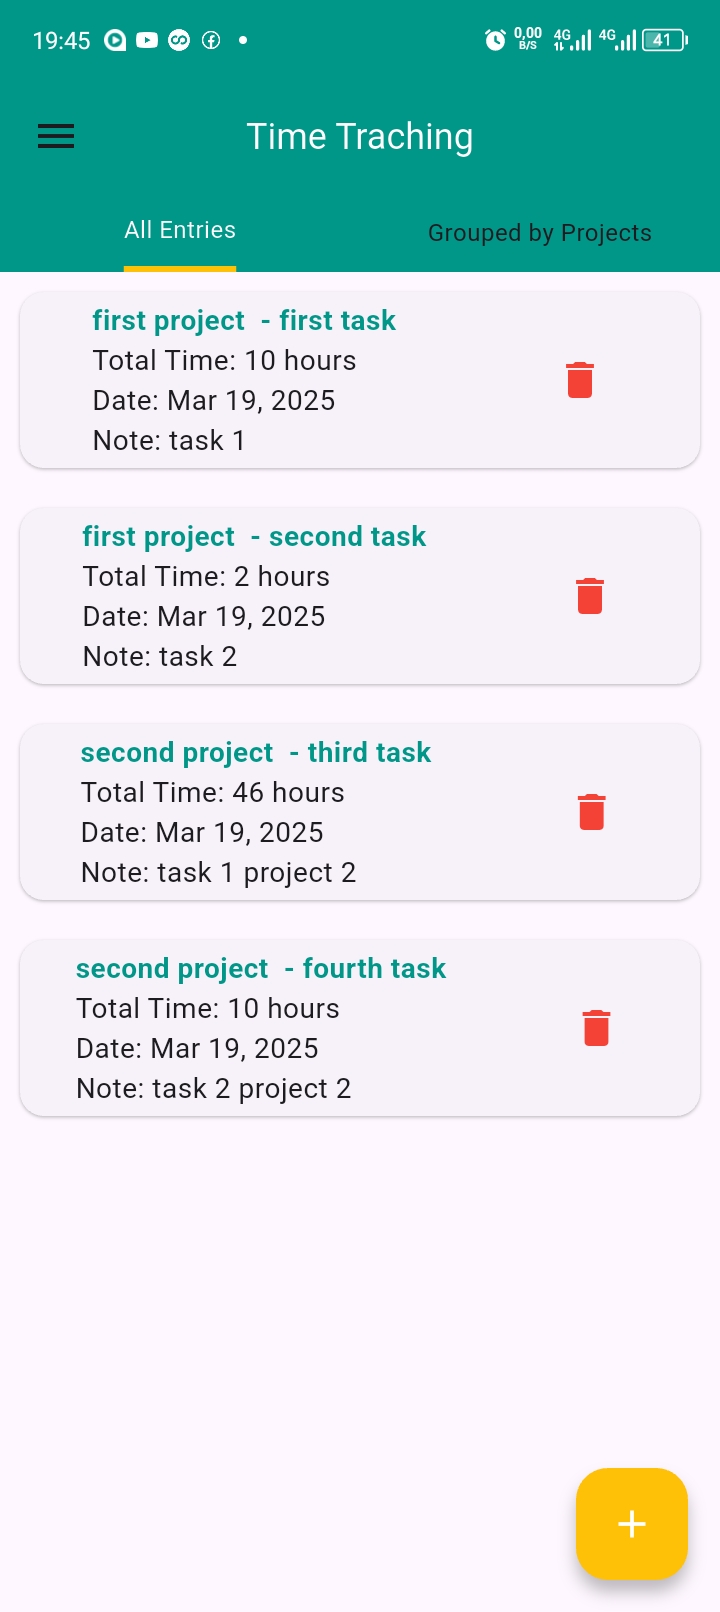 19:45
0,00
B/S
4G
4G
41
Time Traching
All Entries
Grouped by Projects
first project  - first task
Total Time: 10 hours
Date: Mar 19, 2025
Note: task 1
first project  - second task
Total Time: 2 hours
Date: Mar 19, 2025
Note: task 2
second project  - third task
Total Time: 46 hours
Date: Mar 19, 2025
Note: task 1 project 2
second project  - fourth task
Total Time: 10 hours
Date: Mar 19, 2025
Note: task 2 project 2